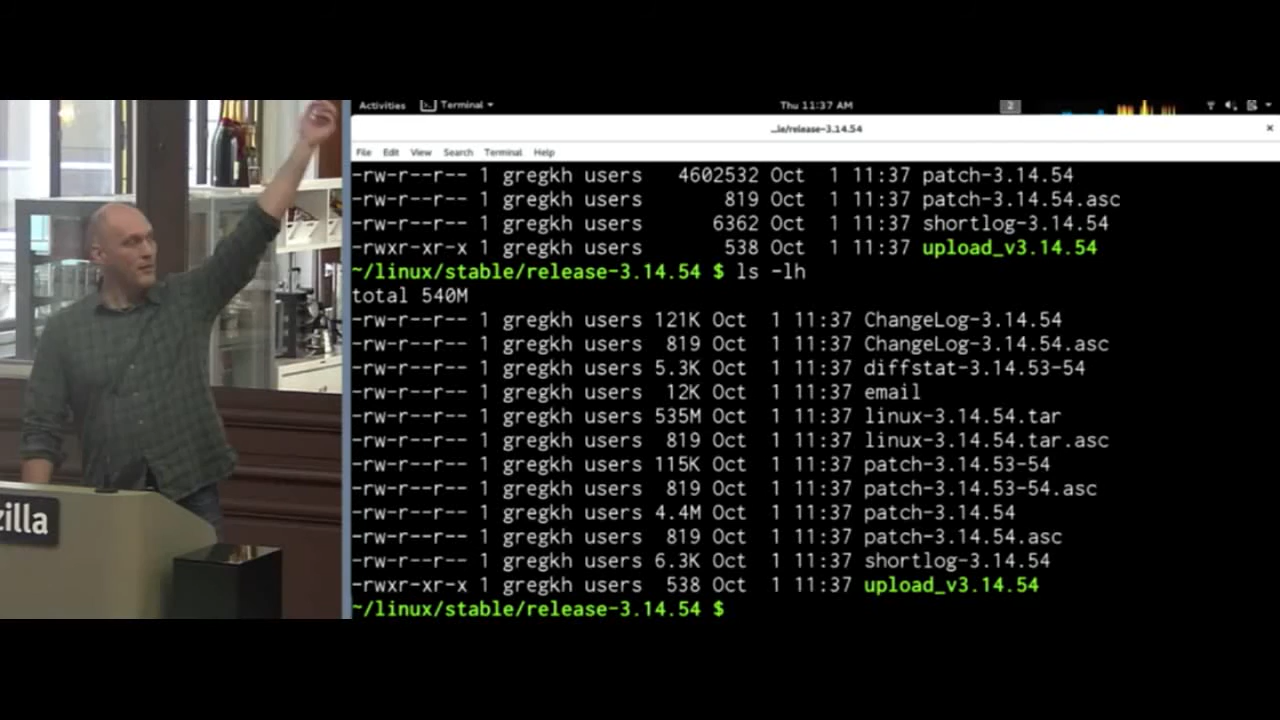 Activities Terminal Thu 11:37 AM 2
...le/release-3.14.54
File Edit View Search Terminal Help
-rw-r--r-- 1 gregkh users 4602532 Oct 1 11:37 patch-3.14.54
-rw-r--r-- 1 gregkh users 819 Oct 1 11:37 patch-3.14.54.asc
-rw-r--r-- 1 gregkh users 6362 Oct 1 11:37 shortlog-3.14.54
-rwxr-xr-x 1 gregkh users 538 Oct 1 11:37 upload_v3.14.54
~/linux/stable/release-3.14.54 $ ls -lh
total 540M
-rw-r--r-- 1 gregkh users 121K Oct 1 11:37 ChangeLog-3.14.54
-rw-r--r-- 1 gregkh users 819 Oct 1 11:37 ChangeLog-3.14.54.asc
-rw-r--r-- 1 gregkh users 5.3K Oct 1 11:37 diffstat-3.14.53-54
-rw-r--r-- 1 gregkh users 12K Oct 1 11:37 email
-rw-r--r-- 1 gregkh users 535M Oct 1 11:37 linux-3.14.54.tar
-rw-r--r-- 1 gregkh users 819 Oct 1 11:37 linux-3.14.54.tar.asc
-rw-r--r-- 1 gregkh users 115K Oct 1 11:37 patch-3.14.53-54
-rw-r--r-- 1 gregkh users 819 Oct 1 11:37 patch-3.14.53-54.asc
-rw-r--r-- 1 gregkh users 4.4M Oct 1 11:37 patch-3.14.54
-rw-r--r-- 1 gregkh users 819 Oct 1 11:37 patch-3.14.54.asc
-rw-r--r-- 1 gregkh users 6.3K Oct 1 11:37 shortlog-3.14.54
-rwxr-xr-x 1 gregkh users 538 Oct 1 11:37 upload_v3.14.54
~/linux/stable/release-3.14.54 $
zilla